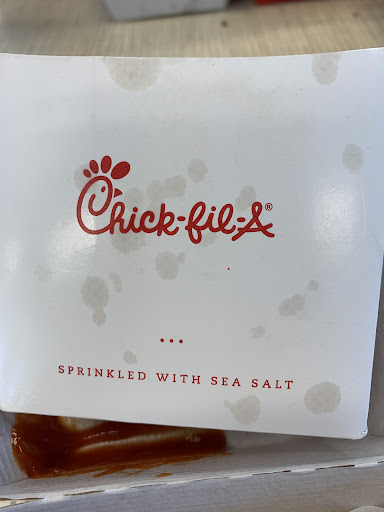 Chick-fil-A®
...
SPRINKLED WITH SEA SALT